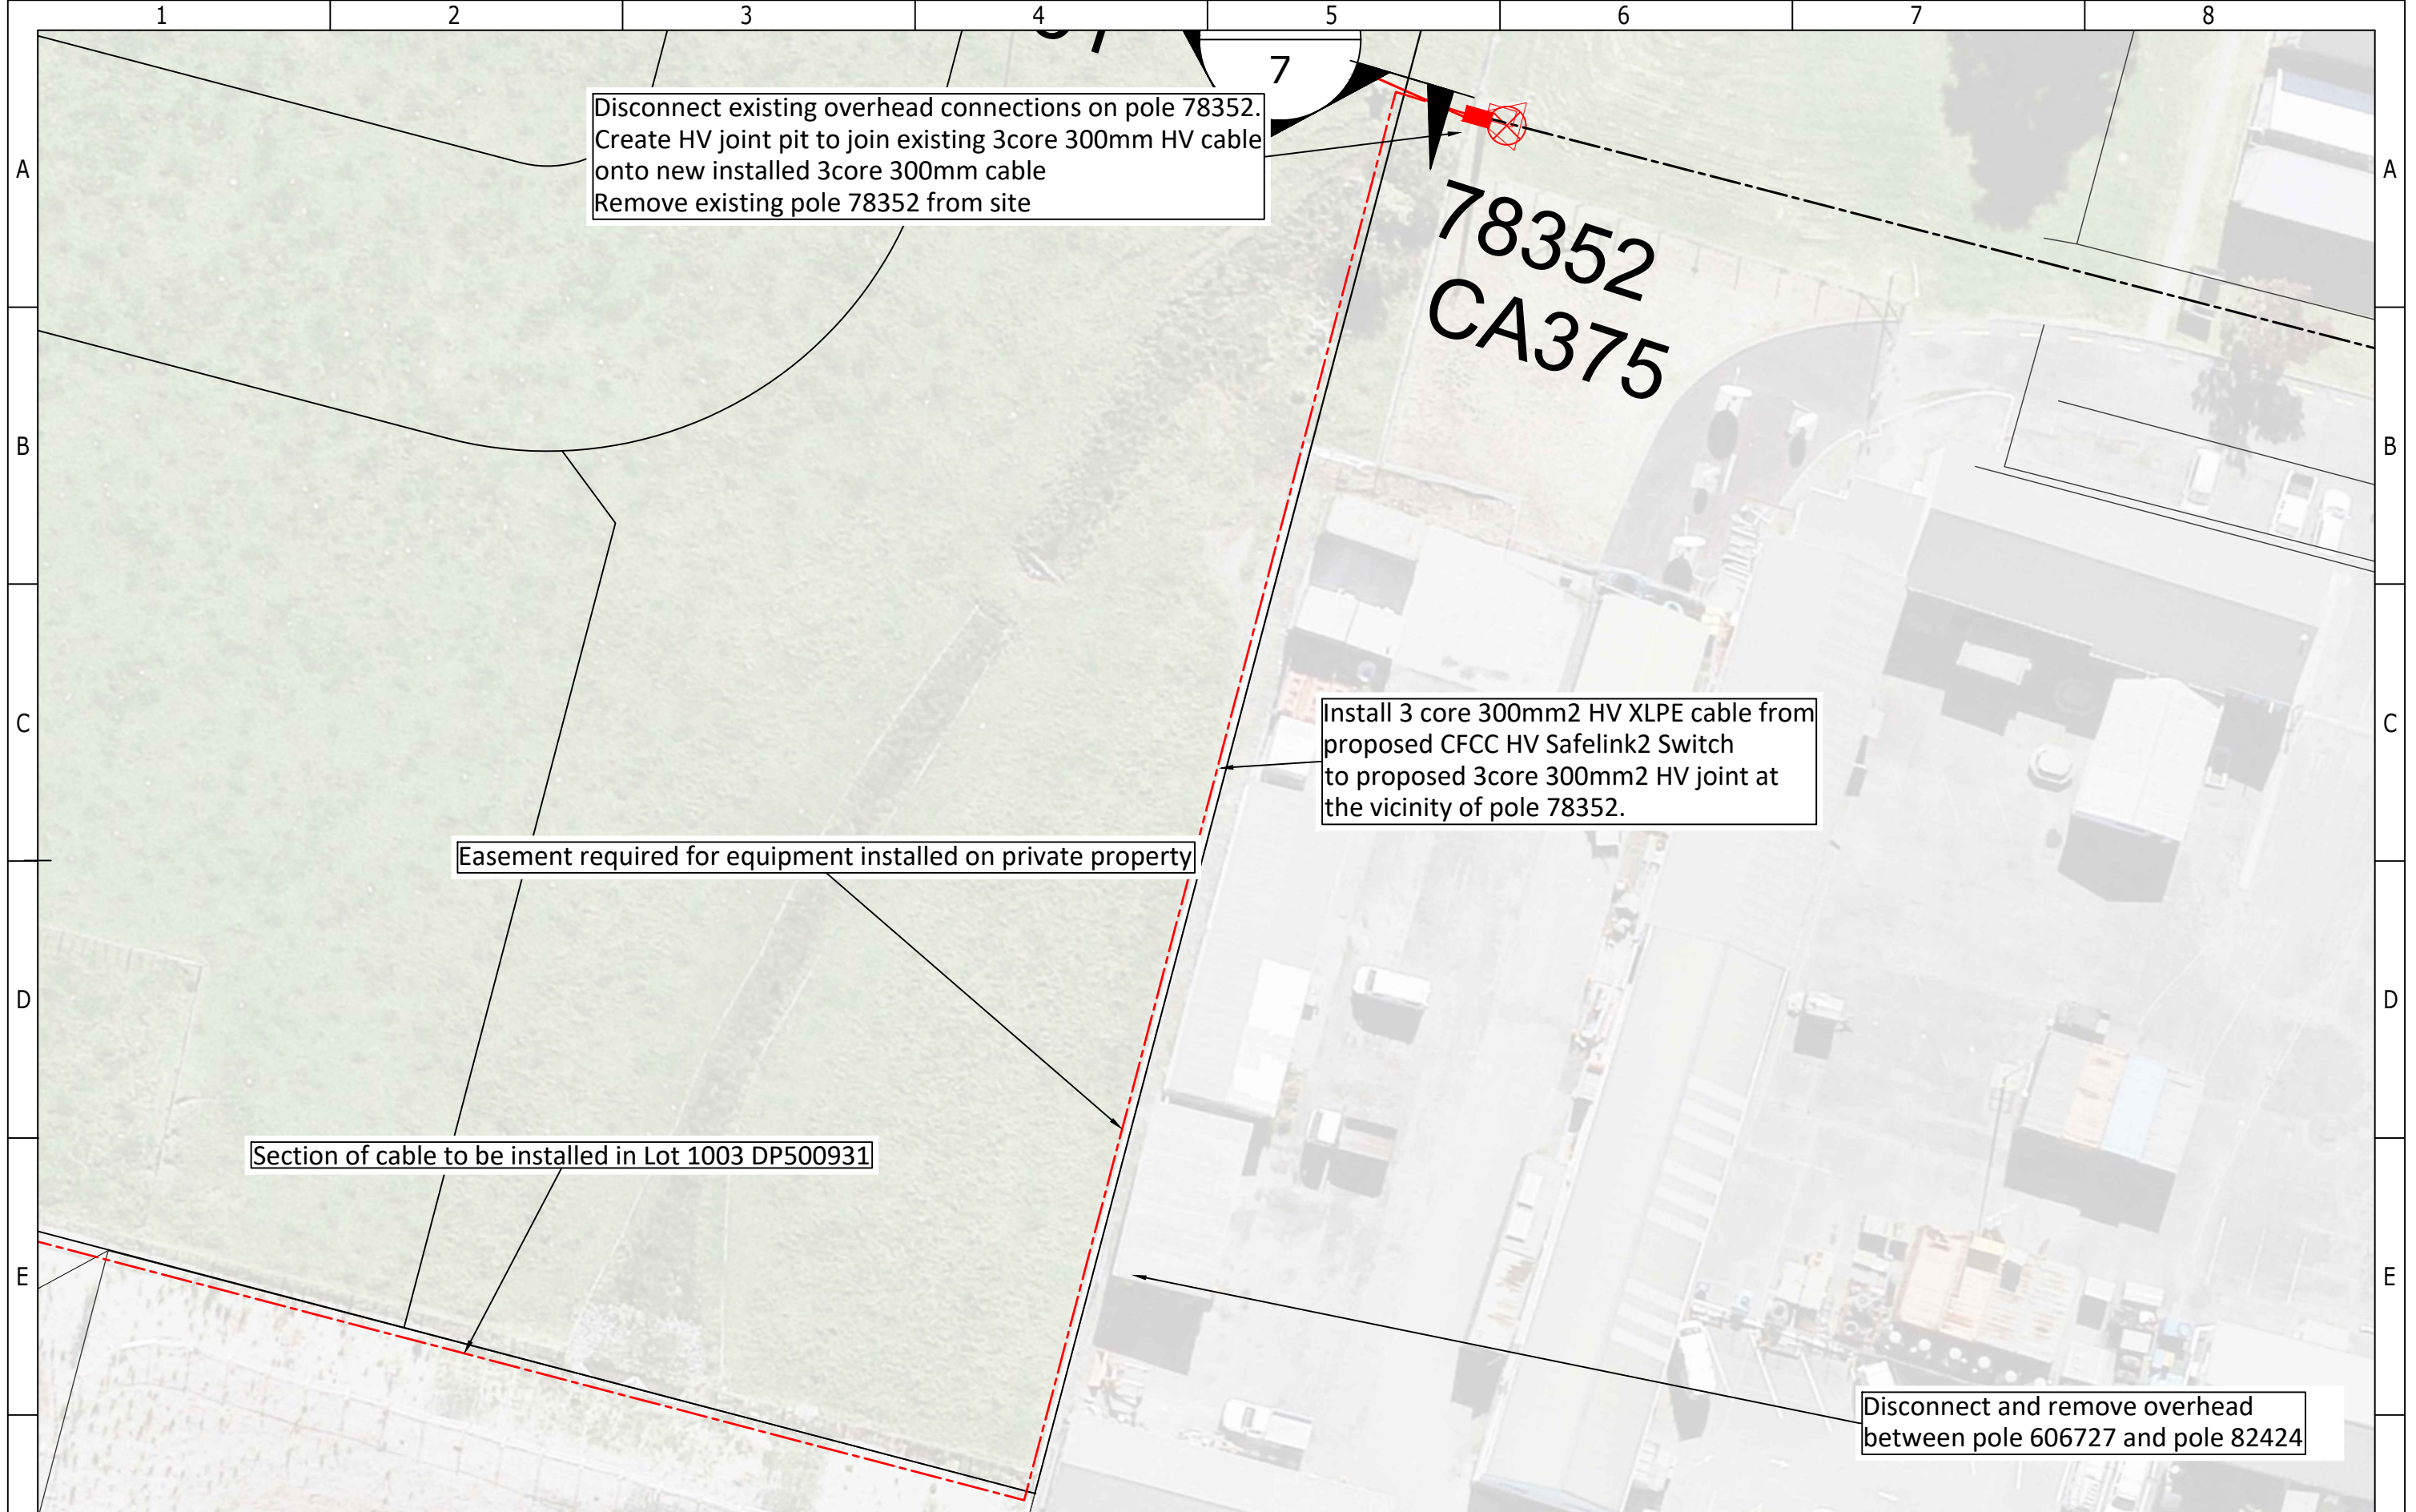 1 2 3 4 5 6 7 8
7
Disconnect existing overhead connections on pole 78352.
Create HV joint pit to join existing 3core 300mm HV cable
onto new installed 3core 300mm cable
Remove existing pole 78352 from site
A A
78352
CA375
B B
Install 3 core 300mm2 HV XLPE cable from
proposed CFCC HV Safelink2 Switch
to proposed 3core 300mm2 HV joint at
the vicinity of pole 78352.
C C
Easement required for equipment installed on private property
D D
Section of cable to be installed in Lot 1003 DP500931
E E
Disconnect and remove overhead
between pole 606727 and pole 82424